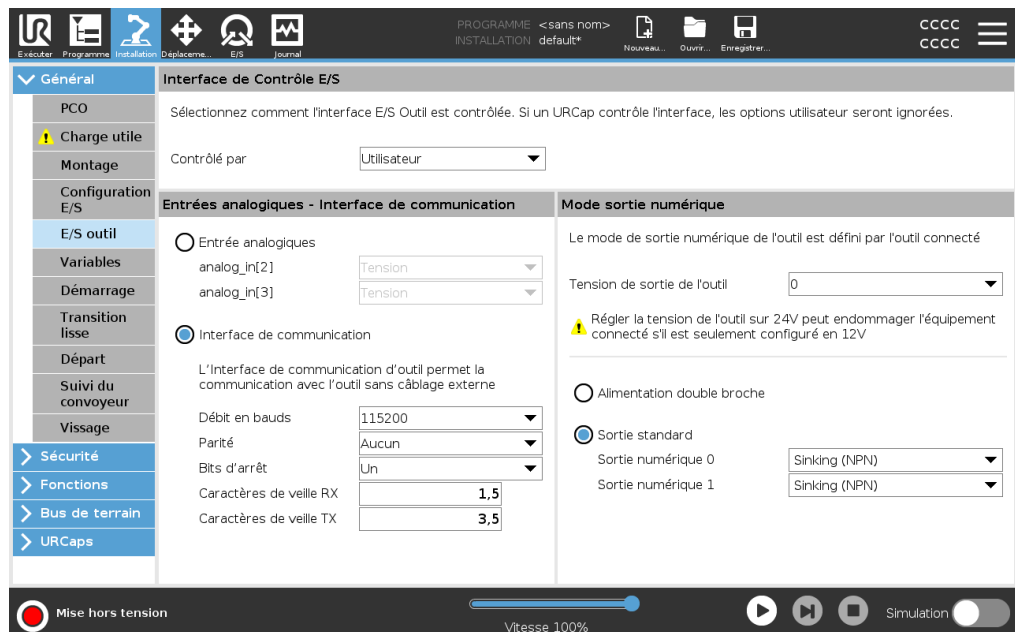 UR
PROGRAMME <sans nom>
INSTALLATION default*
Exécuter Programme Installation Déplaceme... E/S Journal
Nouveau... Ouvrir... Enregistrer...
CCCC
CCCC
Général
PCO
Charge utile
Montage
Configuration
E/S
E/S outil
Variables
Démarrage
Transition
lisse
Départ
Suivi du
convoyeur
Vissage
Sécurité
Fonctions
Bus de terrain
URCaps
Interface de Contrôle E/S
Sélectionnez comment l'interface E/S Outil est contrôlée. Si un URCap contrôle l'interface, les options utilisateur seront ignorées.
Contrôlé par Utilisateur
Entrées analogiques - Interface de communication
Entrée analogiques
analog_in[2] Tension
analog_in[3] Tension
Interface de communication
L'Interface de communication d'outil permet la
communication avec l'outil sans câblage externe
Débit en bauds 115200
Parité Aucun
Bits d'arrêt Un
Caractères de veille RX 1,5
Caractères de veille TX 3,5
Mode sortie numérique
Le mode de sortie numérique de l'outil est défini par l'outil connecté
Tension de sortie de l'outil 0
Régler la tension de l'outil sur 24V peut endommager l'équipement
connecté s'il est seulement configuré en 12V
Alimentation double broche
Sortie standard
Sortie numérique 0 Sinking (NPN)
Sortie numérique 1 Sinking (NPN)
Mise hors tension
Vitesse 100%
Simulation